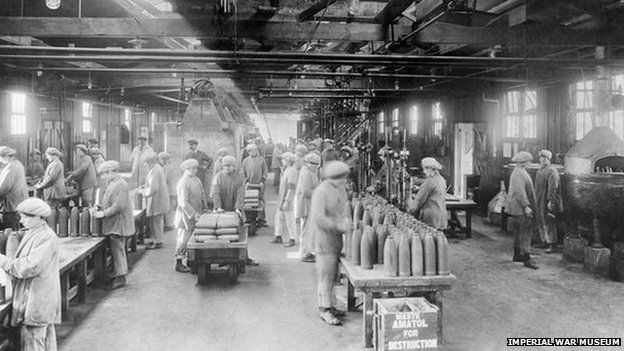 WASTE
AMATOL
FOR
DESTRUCTION
IMPERIAL WAR MUSEUM